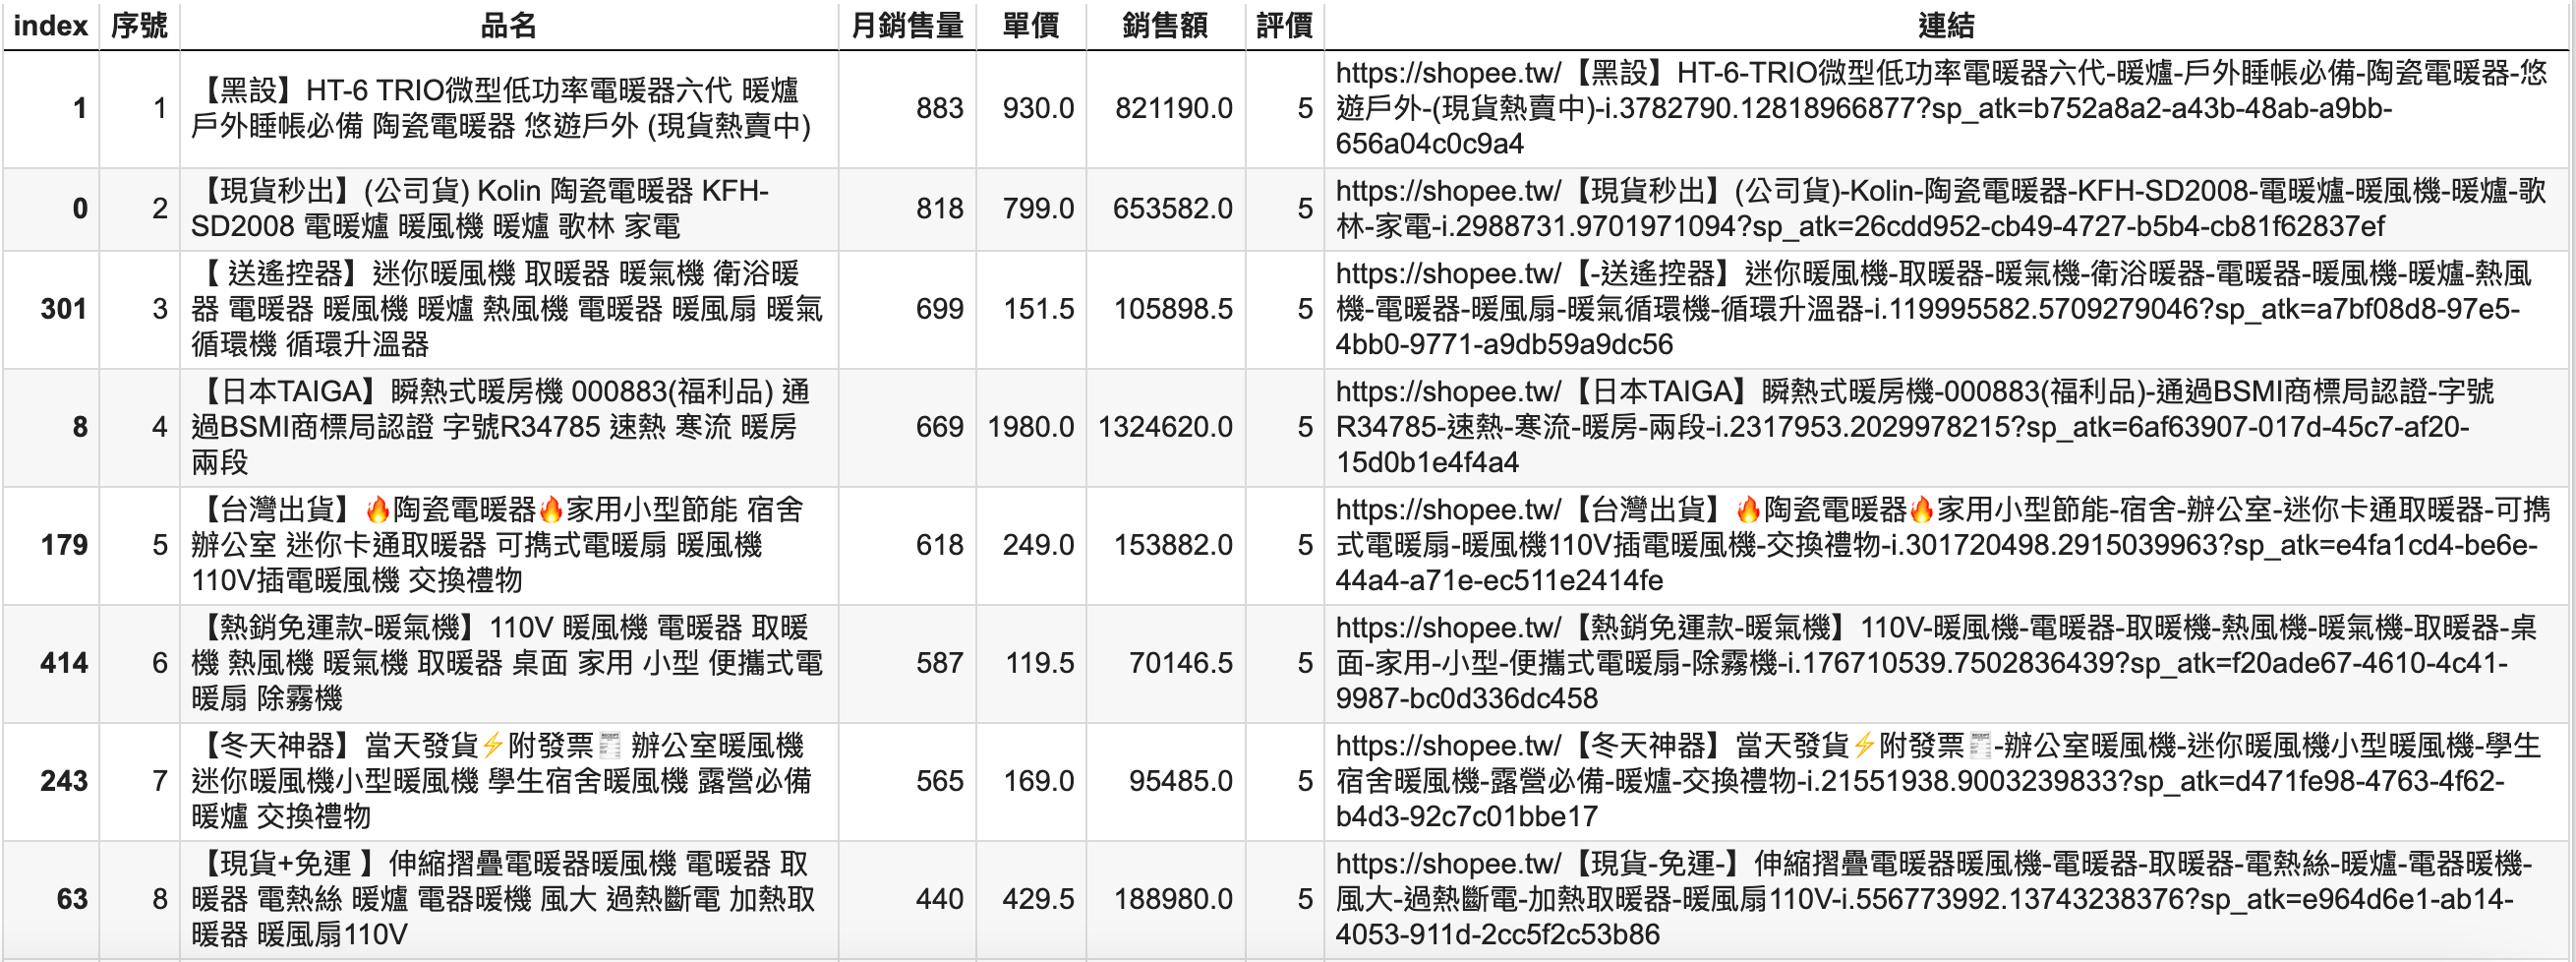 index 序號 品名 月銷售量 單價 銷售額 評價 連結
1 1 【黑設】HT-6 TRIO微型低功率電暖器六代 暖爐 戶外睡帳必備 陶瓷電暖器 悠遊戶外 (現貨熱賣中) 883 930.0 821190.0 5 https://shopee.tw/【黑設】HT-6-TRIO微型低功率電暖器六代-暖爐-戶外睡帳必備-陶瓷電暖器-悠遊戶外-(現貨熱賣中)-i.3782790.12818966877?sp_atk=b752a8a2-a43b-48ab-a9bb-656a04c0c9a4
0 2 【現貨秒出】(公司貨) Kolin 陶瓷電暖器 KFH-SD2008 電暖爐 暖風機 暖爐 歌林 家電 818 799.0 653582.0 5 https://shopee.tw/【現貨秒出】(公司貨)-Kolin-陶瓷電暖器-KFH-SD2008-電暖爐-暖風機-暖爐-歌林-家電-i.2988731.9701971094?sp_atk=26cdd952-cb49-4727-b5b4-cb81f62837ef
301 3 【 送遙控器】迷你暖風機 取暖器 暖氣機 衛浴暖器 電暖器 暖風機 暖爐 熱風機 電暖器 暖風扇 暖氣循環機 循環升溫器 699 151.5 105898.5 5 https://shopee.tw/【-送遙控器】迷你暖風機-取暖器-暖氣機-衛浴暖器-電暖器-暖風機-暖爐-熱風機-電暖器-暖風扇-暖氣循環機-循環升溫器-i.119995582.5709279046?sp_atk=a7bf08d8-97e5-4bb0-9771-a9db59a9dc56
8 4 【日本TAIGA】瞬熱式暖房機 000883(福利品) 通過BSMI商標局認證 字號R34785 速熱 寒流 暖房 兩段 669 1980.0 1324620.0 5 https://shopee.tw/【日本TAIGA】瞬熱式暖房機-000883(福利品)-通過BSMI商標局認證-字號R34785-速熱-寒流-暖房-兩段-i.2317953.2029978215?sp_atk=6af63907-017d-45c7-af20-15d0b1e4f4a4
179 5 【台灣出貨】🔥陶瓷電暖器🔥家用小型節能 宿舍 辦公室 迷你卡通取暖器 可攜式電暖扇 暖風機 110V插電暖風機 交換禮物 618 249.0 153882.0 5 https://shopee.tw/【台灣出貨】🔥陶瓷電暖器🔥家用小型節能-宿舍-辦公室-迷你卡通取暖器-可攜式電暖扇-暖風機110V插電暖風機-交換禮物-i.301720498.2915039963?sp_atk=e4fa1cd4-be6e-44a4-a71e-ec511e2414fe
414 6 【熱銷免運款-暖氣機】110V 暖風機 電暖器 取暖機 熱風機 暖氣機 取暖器 桌面 家用 小型 便攜式電暖扇 除霧機 587 119.5 70146.5 5 https://shopee.tw/【熱銷免運款-暖氣機】110V-暖風機-電暖器-取暖機-熱風機-暖氣機-取暖器-桌面-家用-小型-便攜式電暖扇-除霧機-i.176710539.7502836439?sp_atk=f20ade67-4610-4c41-9987-bc0d336dc458
243 7 【冬天神器】當天發貨⚡附發票🧾 辦公室暖風機 迷你暖風機小型暖風機 學生宿舍暖風機 露營必備 暖爐 交換禮物 565 169.0 95485.0 5 https://shopee.tw/【冬天神器】當天發貨⚡附發票🧾-辦公室暖風機-迷你暖風機小型暖風機-學生宿舍暖風機-露營必備-暖爐-交換禮物-i.21551938.9003239833?sp_atk=d471fe98-4763-4f62-b4d3-92c7c01bbe17
63 8 【現貨+免運 】伸縮摺疊電暖器暖風機 電暖器 取暖器 電熱絲 暖爐 電器暖機 風大 過熱斷電 加熱取暖器 暖風扇110V 440 429.5 188980.0 5 https://shopee.tw/【現貨-免運-】伸縮摺疊電暖器暖風機-電暖器-取暖器-電熱絲-暖爐-電器暖機-風大-過熱斷電-加熱取暖器-暖風扇110V-i.556773992.13743238376?sp_atk=e964d6e1-ab14-4053-911d-2cc5f2c53b86